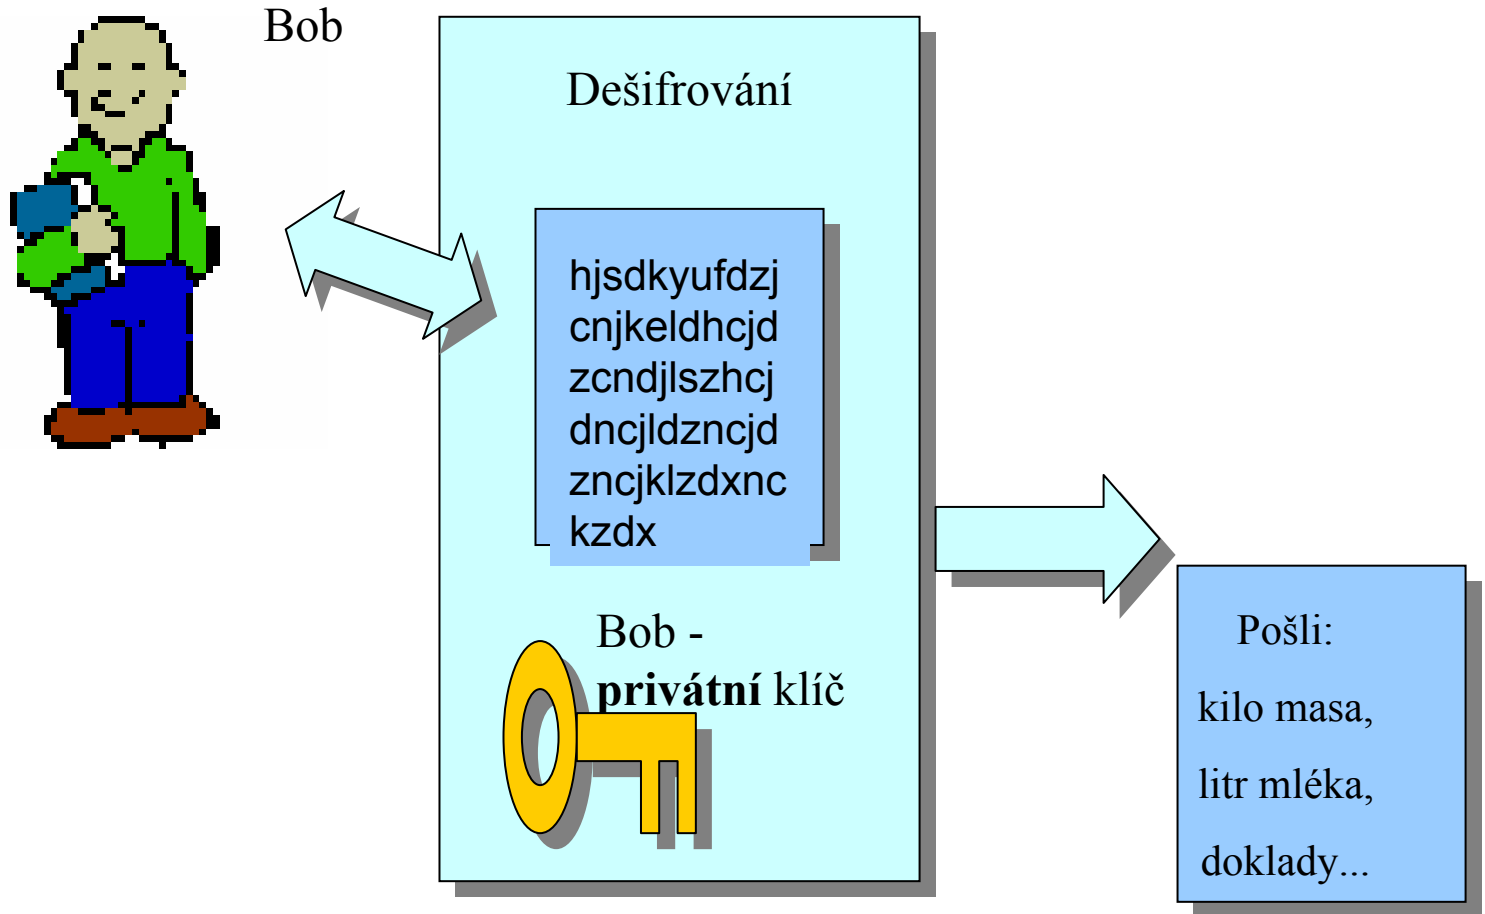 Bob
Dešifrování
hjsdkyufdzj
cnjkeldhcjd
zcndjlszhcj
dncjldzncjd
zncjklzdxnc
kzdx
Bob -
privátní klíč
Pošli:
kilo masa,
litr mléka,
doklady...